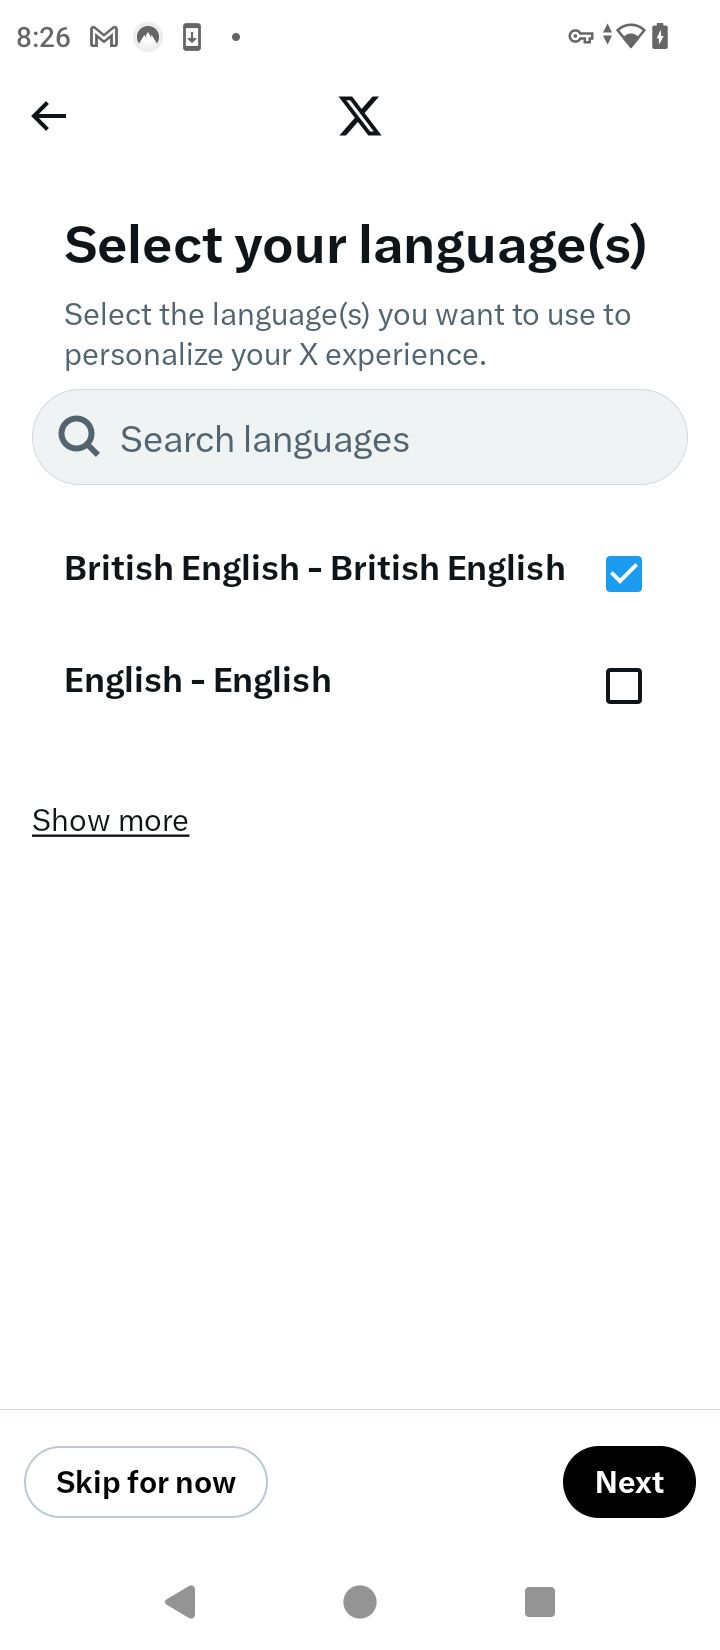 8:26
Select your language(s)
Select the language(s) you want to use to
personalize your X experience.
Search languages
British English - British English
English - English
Show more
Skip for now
Next